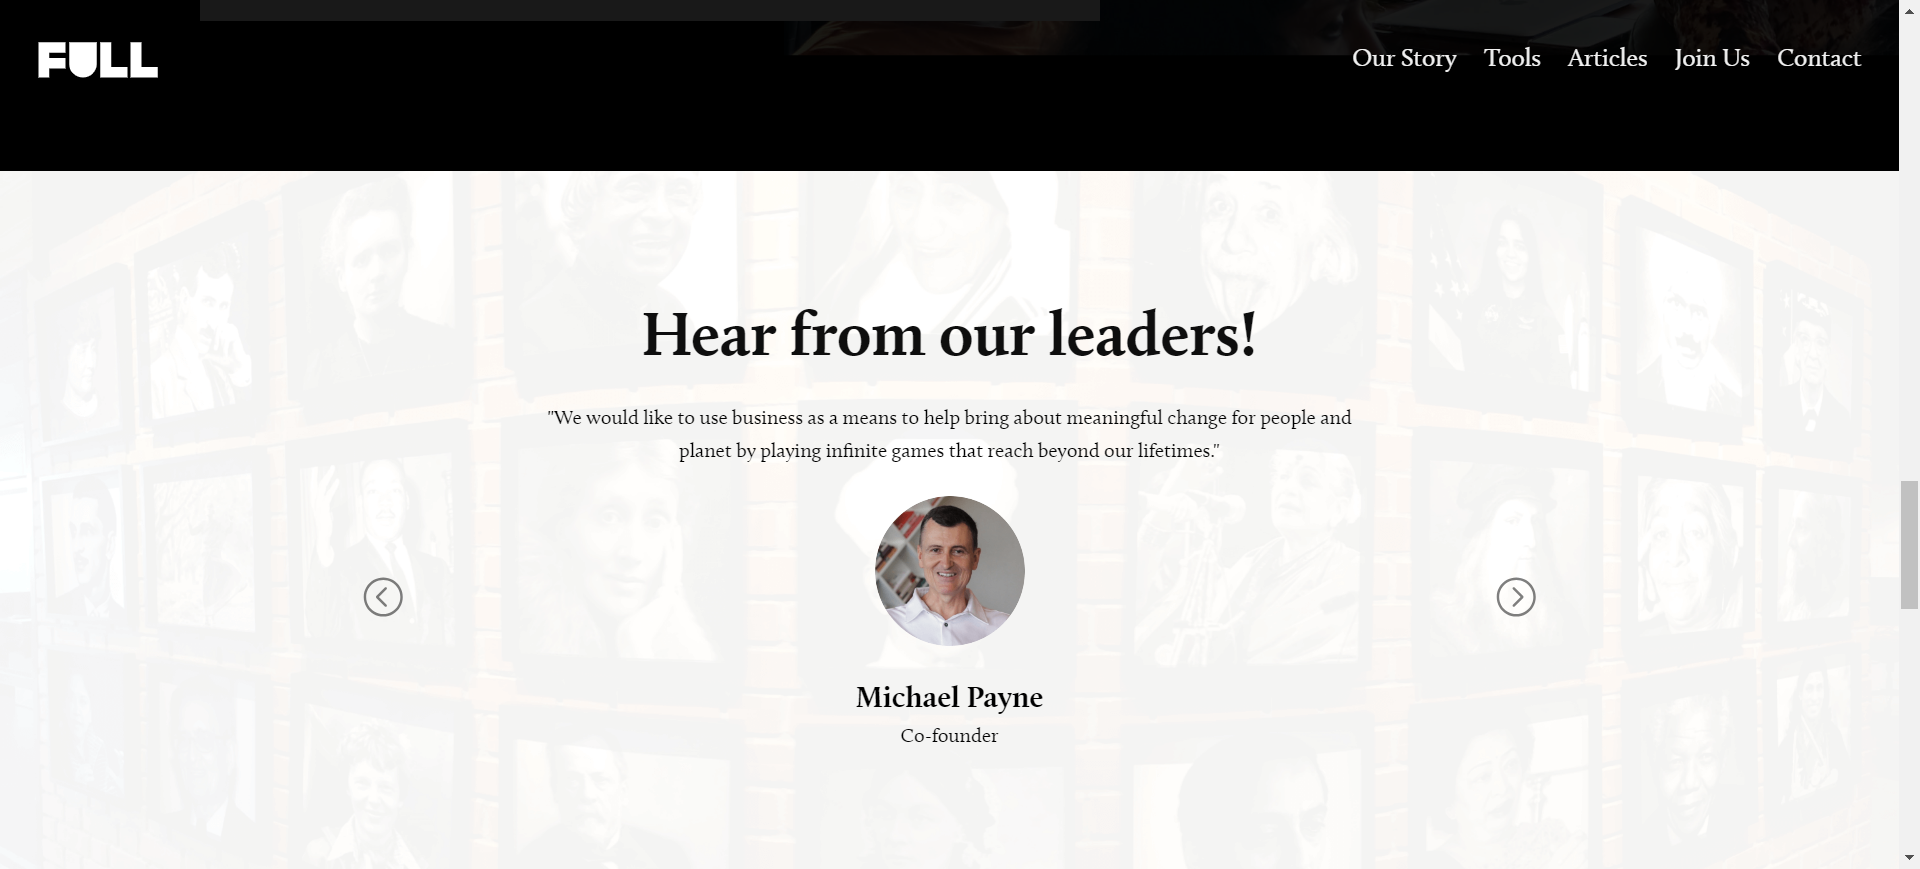 FULL
Our Story Tools Articles Join Us Contact
Hear from our leaders!
"We would like to use business as a means to help bring about meaningful change for people and
planet by playing infinite games that reach beyond our lifetimes."
Michael Payne
Co-founder